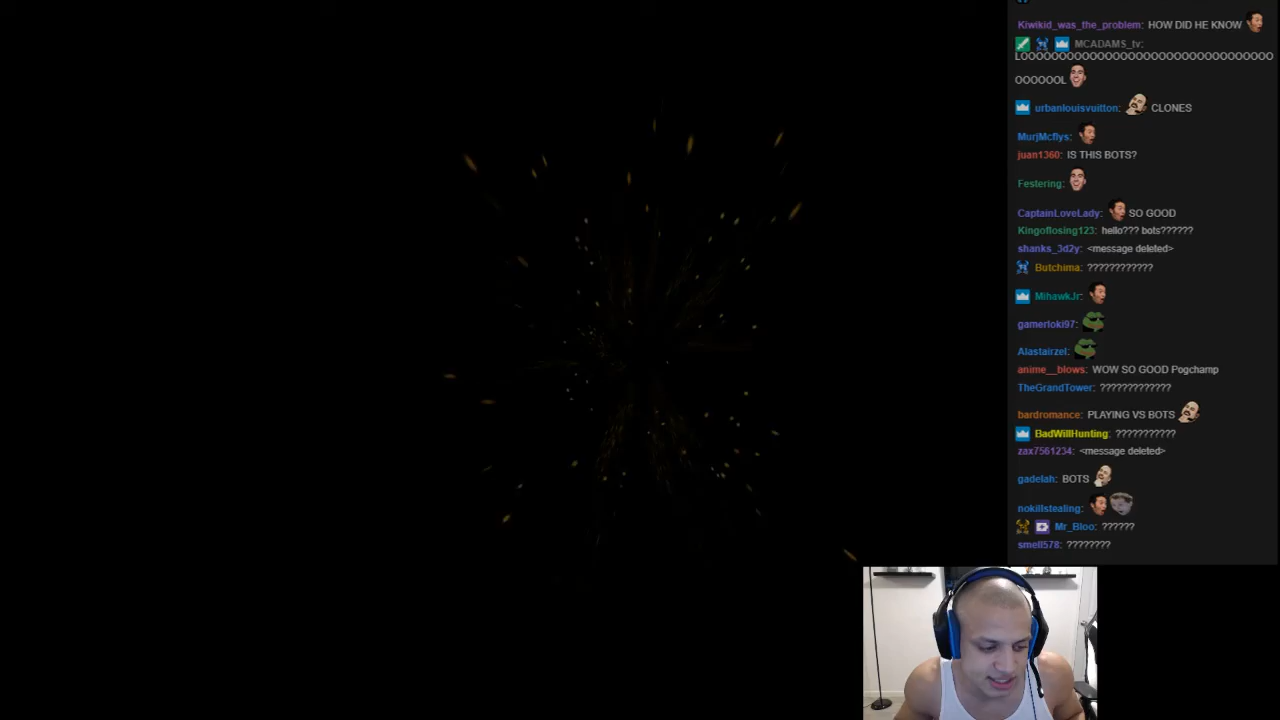 Kiwikid_was_the_problem: HOW DID HE KNOW
MCADAMS_tv:
LOOOOOOOOOOOOOOOOOOOOOOOOOOOOOOOOO
OOOOOOL
urbanlouisvuitton: CLONES
MurjMcflys:
juan1360: IS THIS BOTS?
Festering:
CaptainLoveLady: SO GOOD
Kingoflosing123: hello??? bots??????
shanks_3d2y: <message deleted>
Butchima: ????????????
MihawkJr:
gamerloki97:
Alastairzel:
anime__blows: WOW SO GOOD Pogchamp
TheGrandTower: ?????????????
bardromance: PLAYING VS BOTS
BadWillHunting: ???????????
zax7561234: <message deleted>
gadelah: BOTS
nokillstealing:
Mr_Bloo: ??????
smell578: ????????